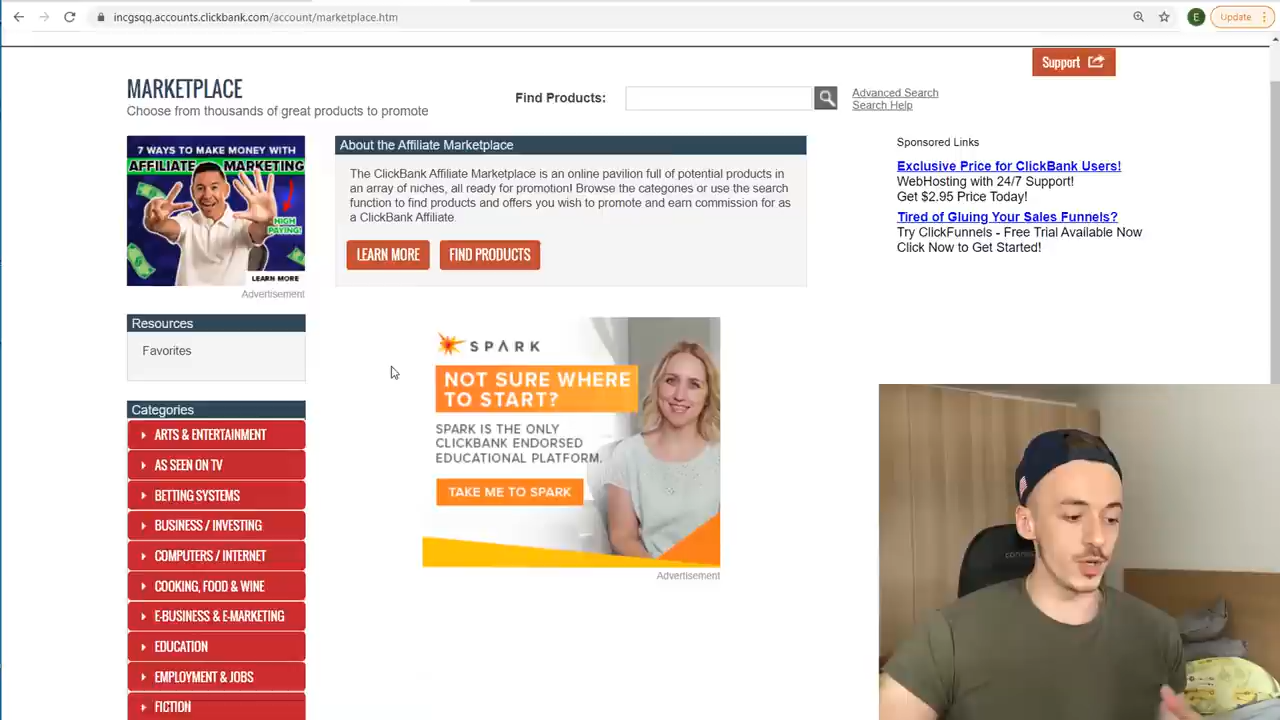 incgsqq.accounts.clickbank.com/account/marketplace.htm
E
Update
Support
MARKETPLACE
Choose from thousands of great products to promote
Find Products:
Advanced Search
Search Help
7 WAYS TO MAKE MONEY WITH
AFFILIATE MARKETING
HIGH
PAYING!
LEARN MORE
Advertisement
About the Affiliate Marketplace
The ClickBank Affiliate Marketplace is an online pavilion full of potential products in
an array of niches, all ready for promotion! Browse the categories or use the search
function to find products and offers you wish to promote and earn commission for as
a ClickBank Affiliate.
LEARN MORE
FIND PRODUCTS
Sponsored Links
Exclusive Price for ClickBank Users!
WebHosting with 24/7 Support!
Get $2.95 Price Today!
Tired of Gluing Your Sales Funnels?
Try ClickFunnels - Free Trial Available Now
Click Now to Get Started!
Resources
Favorites
Categories
ARTS & ENTERTAINMENT
AS SEEN ON TV
BETTING SYSTEMS
BUSINESS / INVESTING
COMPUTERS / INTERNET
COOKING, FOOD & WINE
E-BUSINESS & E-MARKETING
EDUCATION
EMPLOYMENT & JOBS
FICTION
SPARK
NOT SURE WHERE
TO START?
SPARK IS THE ONLY
CLICKBANK ENDORSED
EDUCATIONAL PLATFORM.
TAKE ME TO SPARK
Advertisement